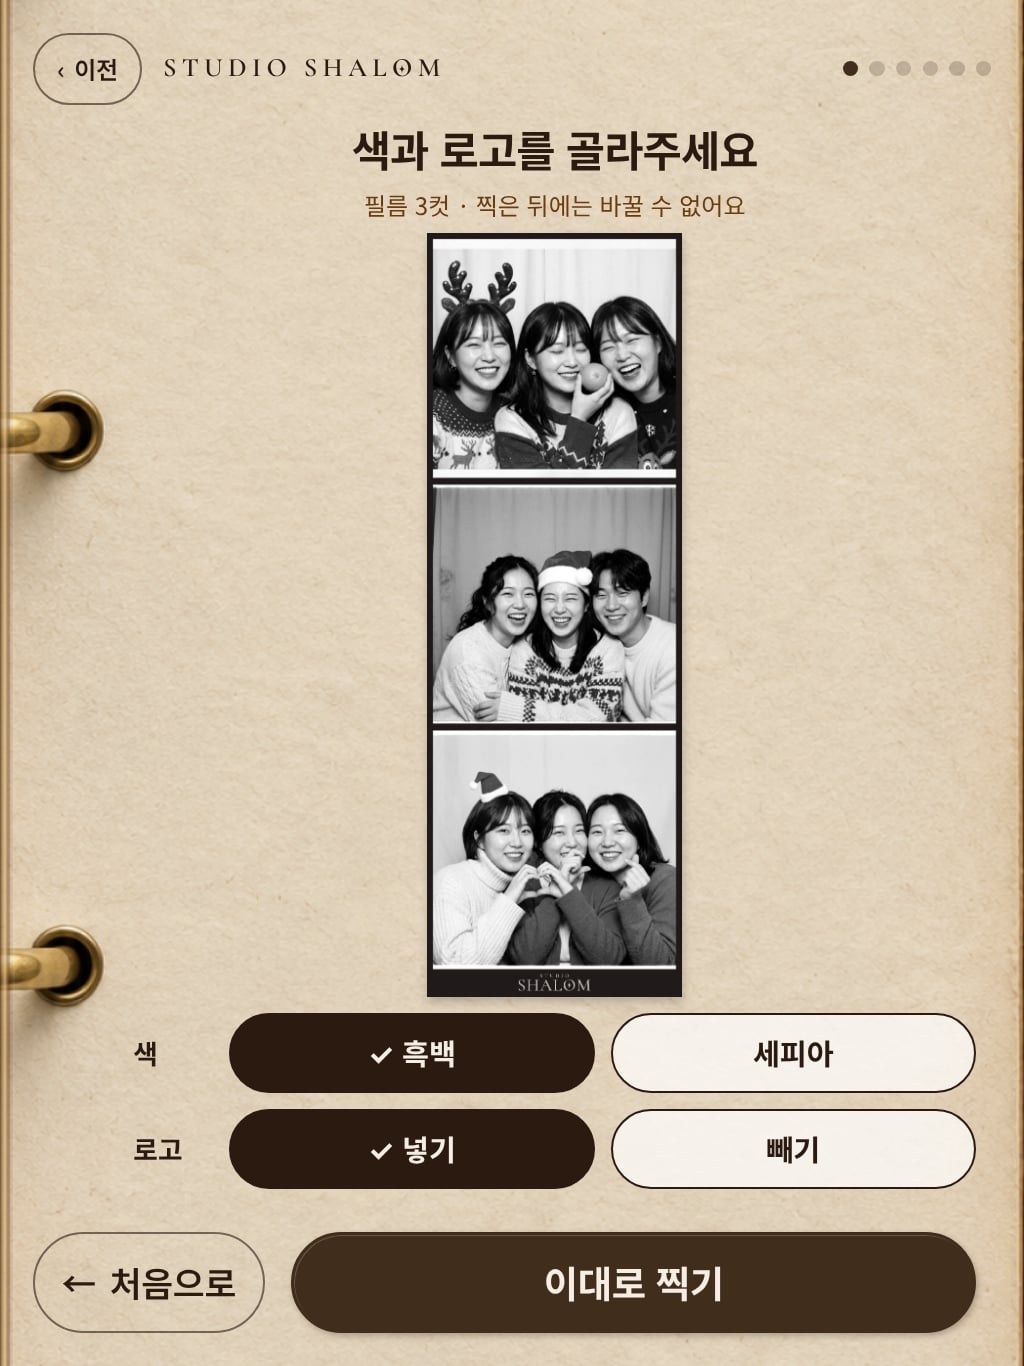 ‹ 이전
STUDIO SHALOM
색과 로고를 골라주세요
필름 3컷 · 찍은 뒤에는 바꿀 수 없어요
STUDIO
SHALOM
색
✓ 흑백
세피아
로고
✓ 넣기
빼기
← 처음으로
이대로 찍기